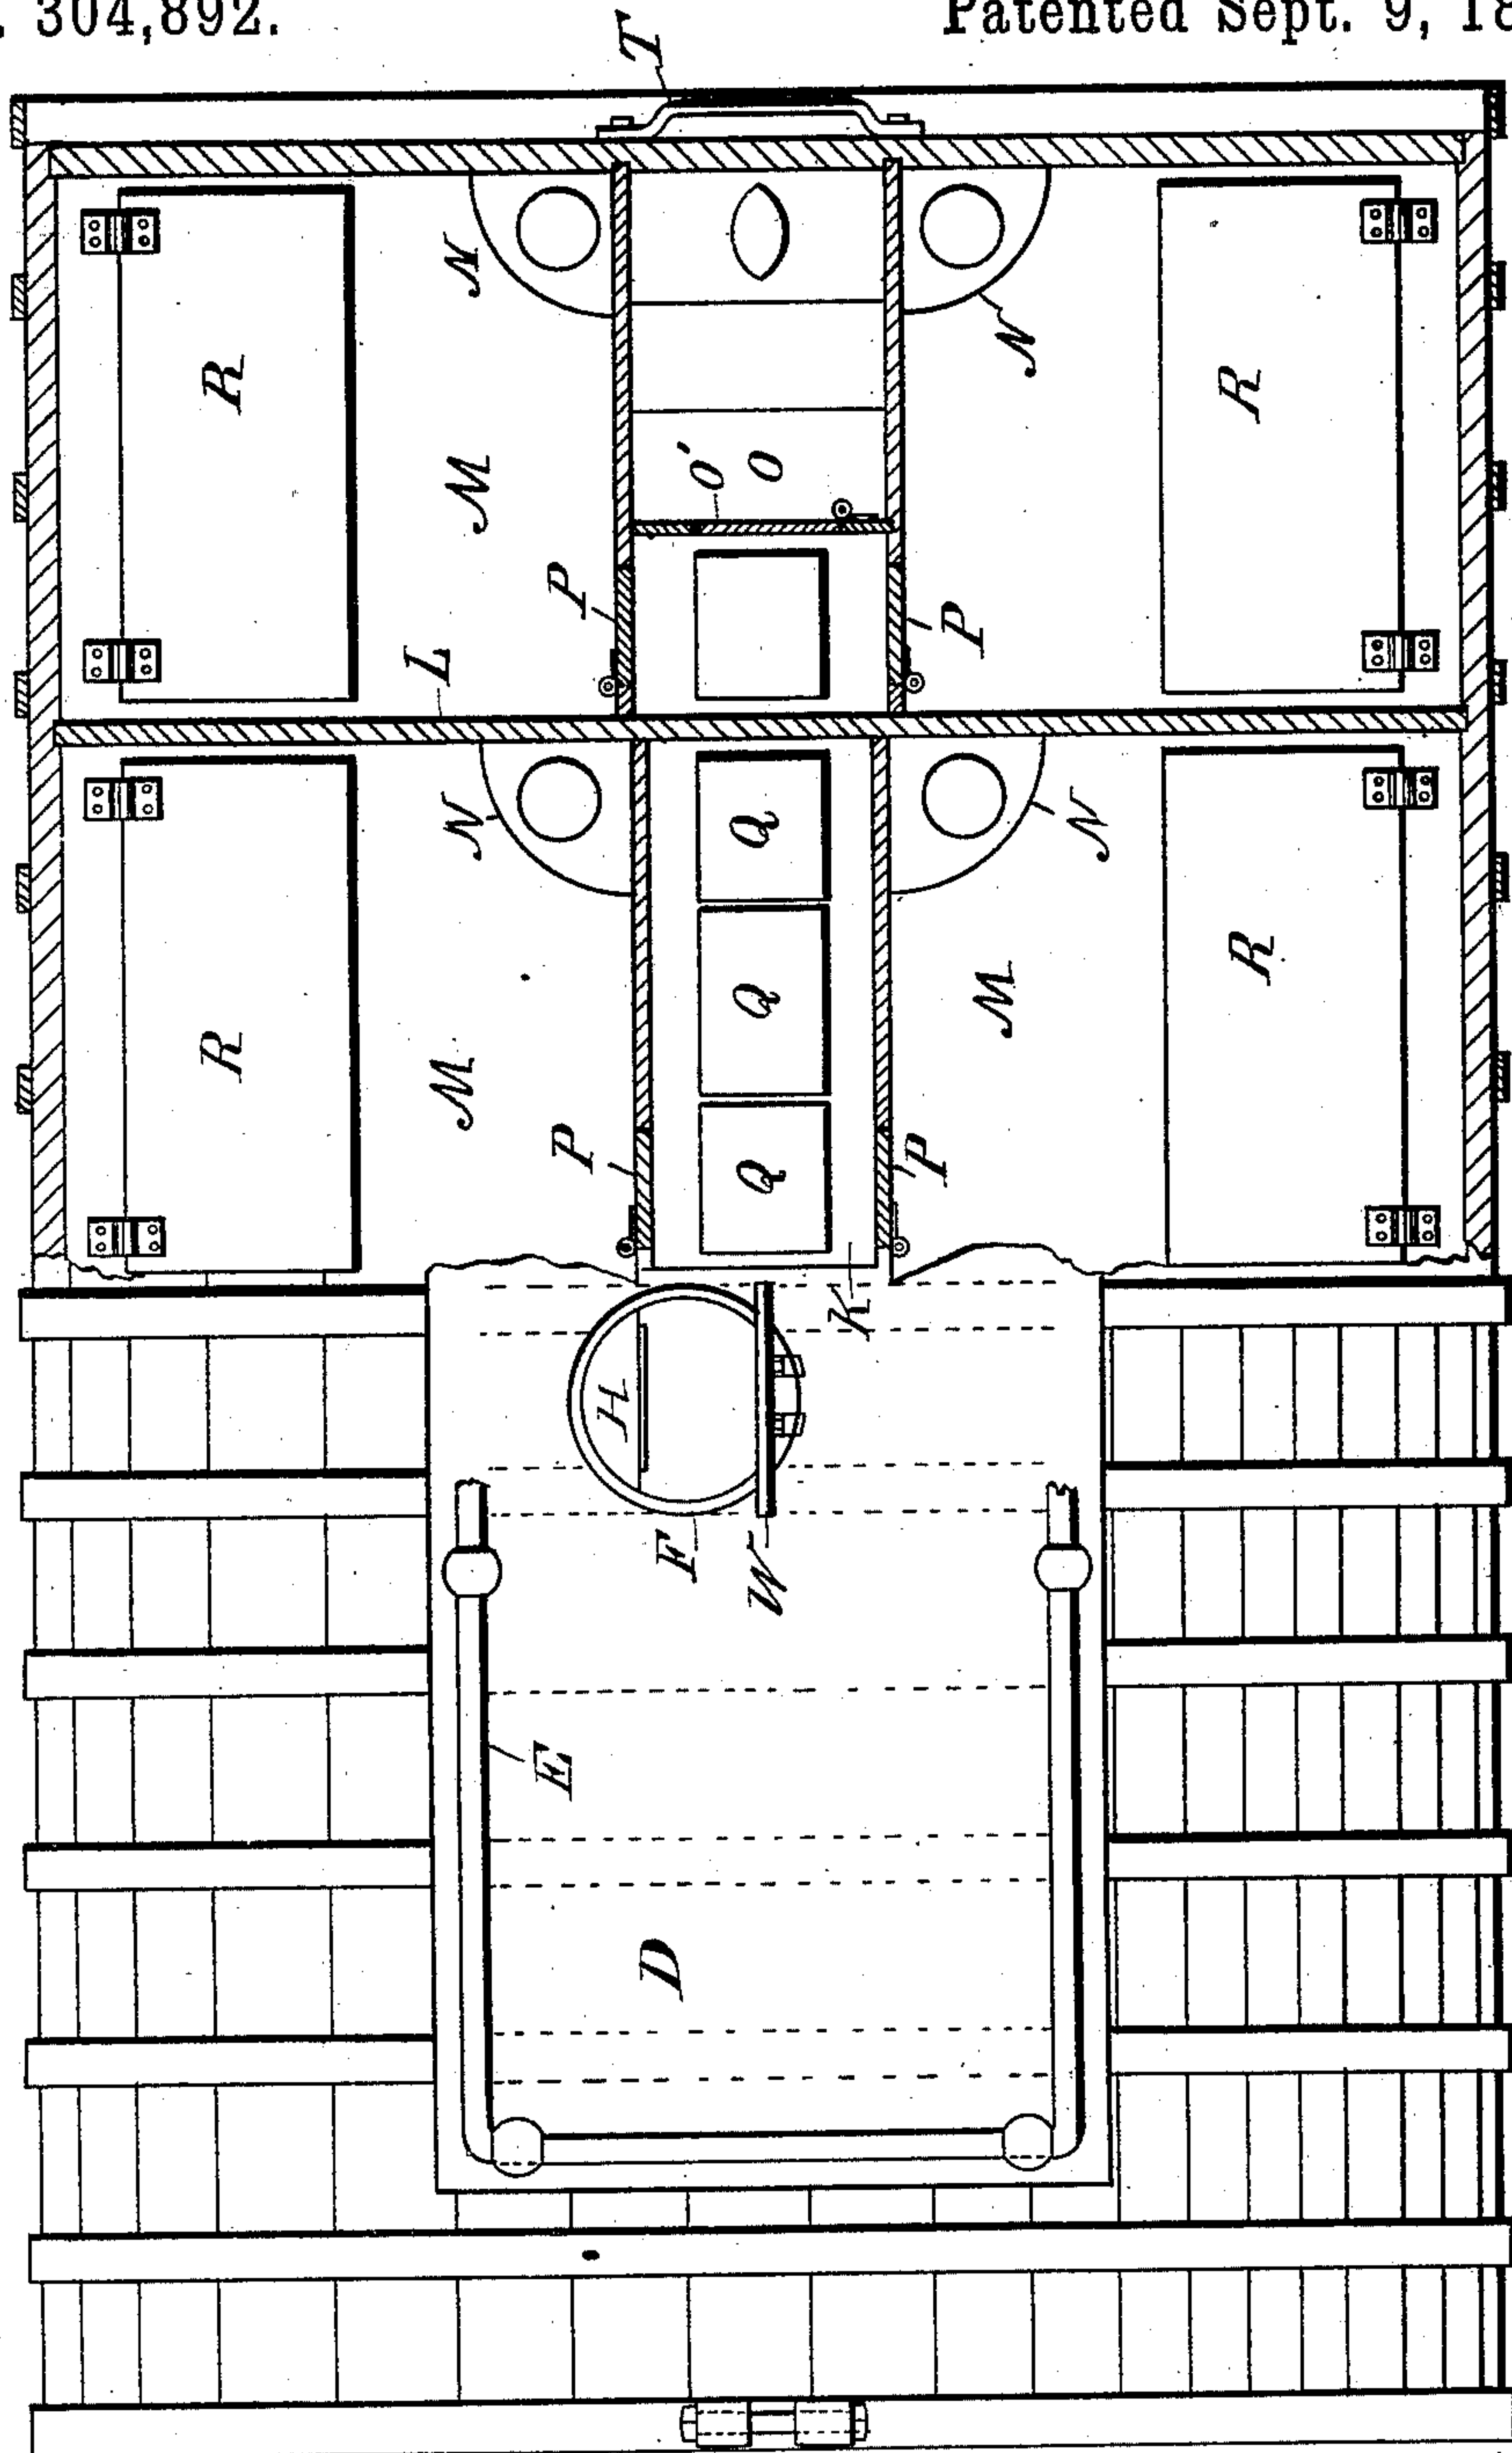 304,892.
Patented Sept. 9, 18
T
N
N
R
R
M
O'
O
P
P
L
N
Q
N
R
M
Q
R
M
P
Q
P
K
H
F
W
E
D